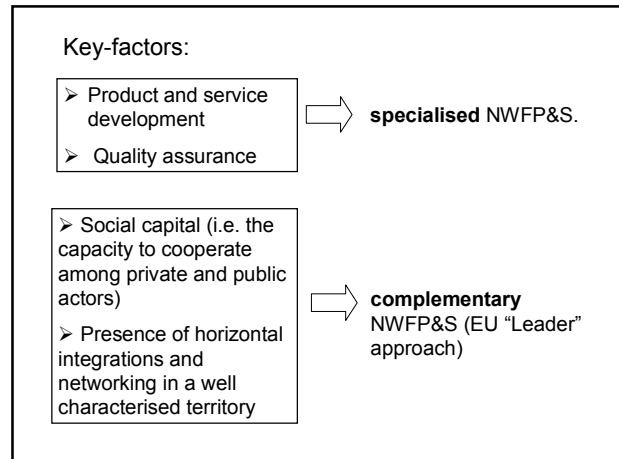 Key-factors:
➢ Product and service
development
➢ Quality assurance
specialised NWFP&S.
➢ Social capital (i.e. the
capacity to cooperate
among private and public
actors)
➢ Presence of horizontal
integrations and
networking in a well
characterised territory
complementary
NWFP&S (EU “Leader”
approach)